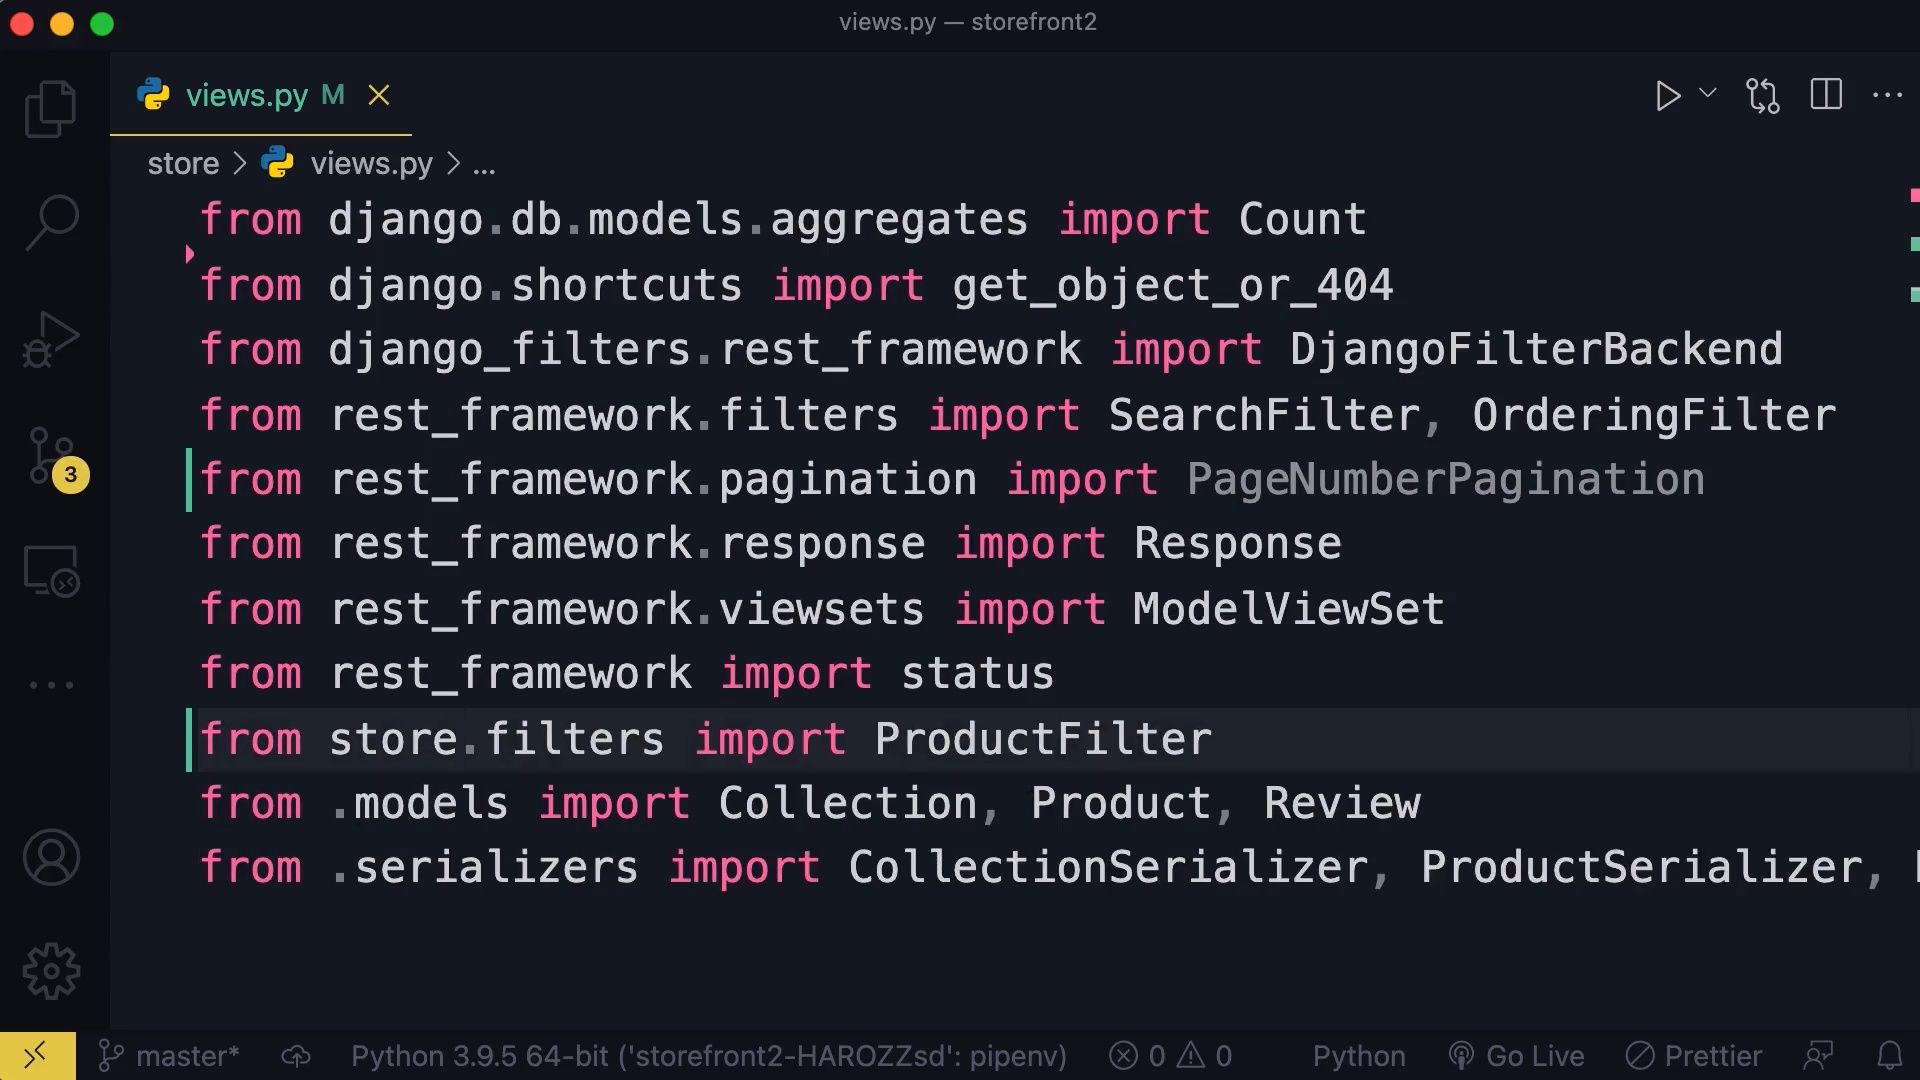 views.py — storefront2
views.py M
store > views.py > ...
from django.db.models.aggregates import Count
from django.shortcuts import get_object_or_404
from django_filters.rest_framework import DjangoFilterBackend
from rest_framework.filters import SearchFilter, OrderingFilter
from rest_framework.pagination import PageNumberPagination
from rest_framework.response import Response
from rest_framework.viewsets import ModelViewSet
from rest_framework import status
from store.filters import ProductFilter
from .models import Collection, Product, Review
from .serializers import CollectionSerializer, ProductSerializer,
3
master* Python 3.9.5 64-bit ('storefront2-HAROZZsd': pipenv) 0 0 Python Go Live Prettier